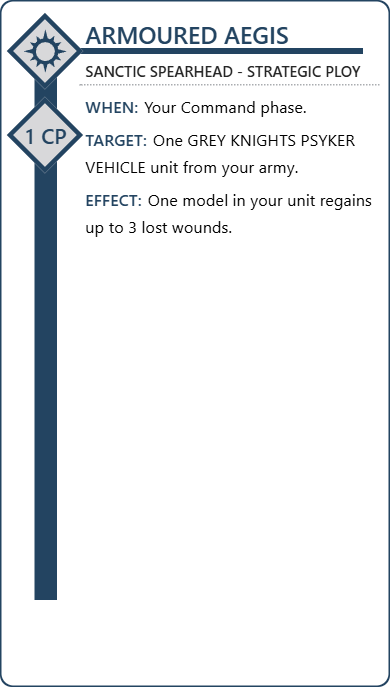 ARMOURED AEGIS
SANCTIC SPEARHEAD - STRATEGIC PLOY
1 CP
WHEN: Your Command phase.
TARGET: One GREY KNIGHTS PSYKER
VEHICLE unit from your army.
EFFECT: One model in your unit regains
up to 3 lost wounds.